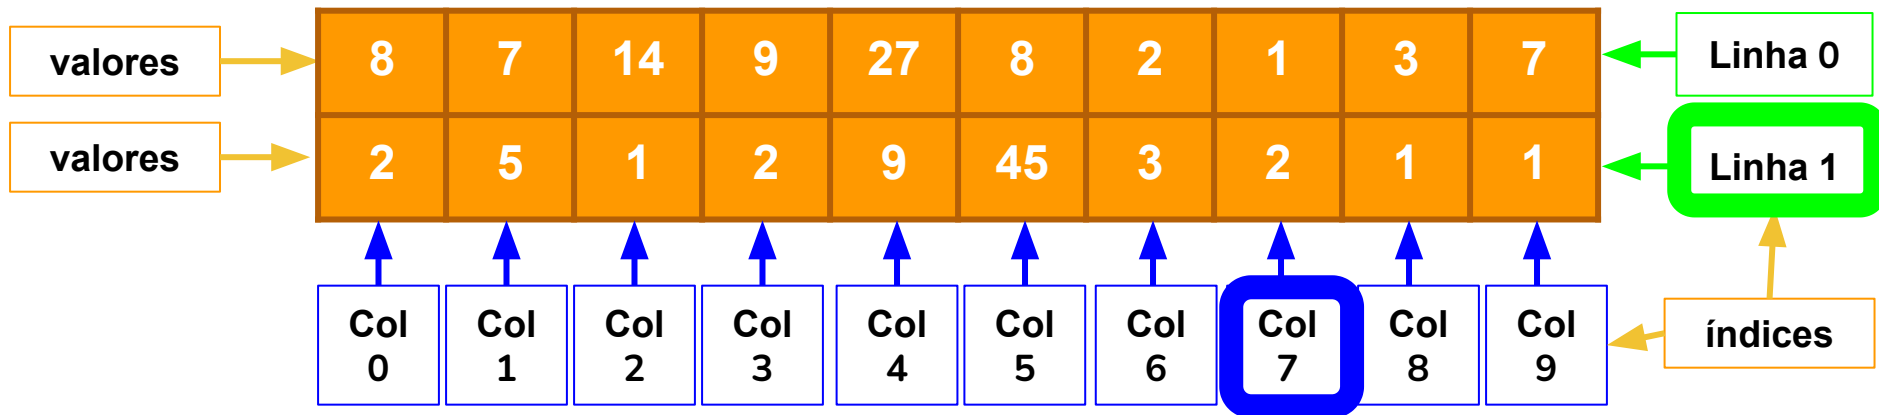 valores 8 7 14 9 27 8 2 1 3 7 Linha 0
valores 2 5 1 2 9 45 3 2 1 1 Linha 1
Col Col Col Col Col Col Col Col Col Col
0 1 2 3 4 5 6 7 8 9
índices